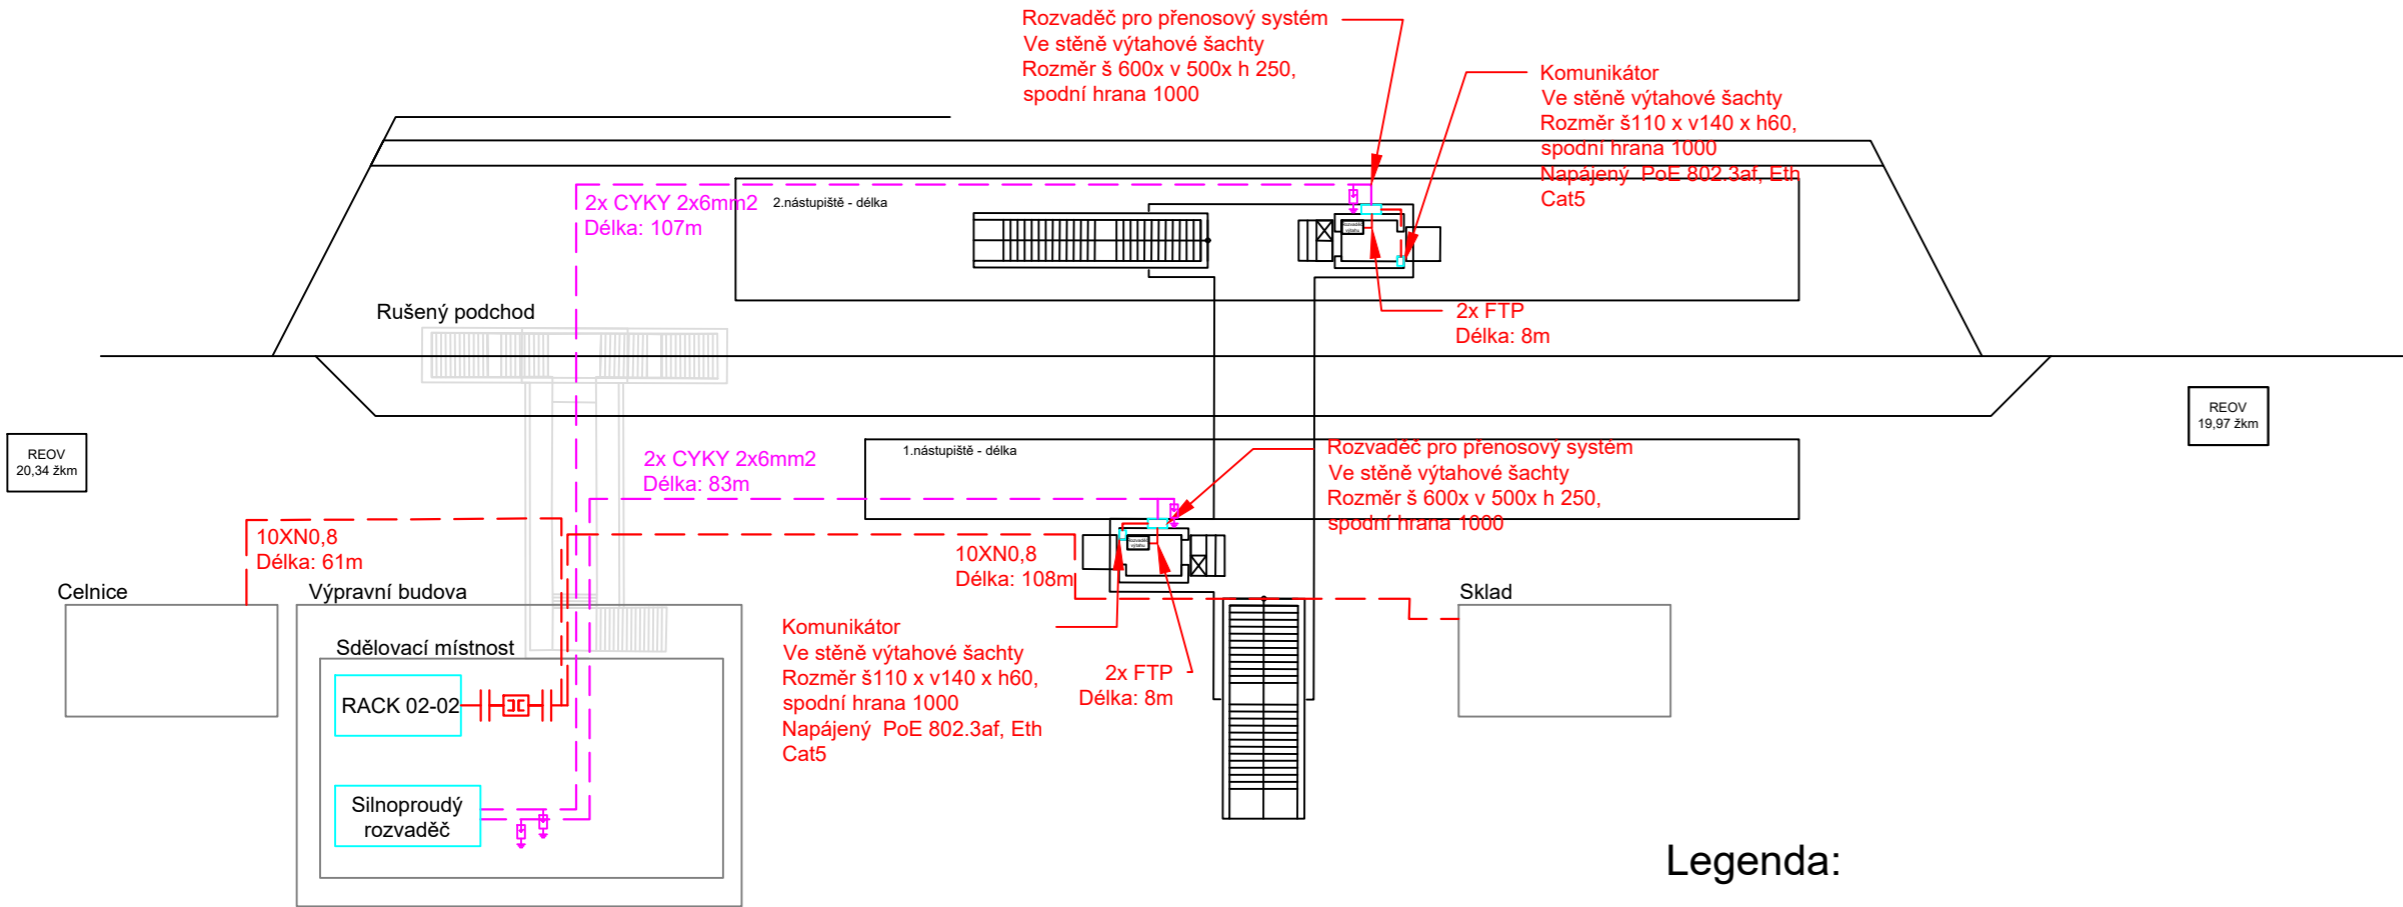 Rozvaděč pro přenosový systém
Ve stěně výtahové šachty
Rozměr š 600x v 500x h 250,
spodní hrana 1000
Komunikátor
Ve stěně výtahové šachty
Rozměr š110 x v140 x h60,
spodní hrana 1000
Napájený PoE 802.3af, Eth
Cat5
2x CYKY 2x6mm2
Délka: 107m
2.nástupiště - délka
2x FTP
Délka: 8m
Rušený podchod
REOV
19,97 žkm
REOV
20,34 žkm
2x CYKY 2x6mm2
Délka: 83m
1.nástupiště - délka
Rozvaděč pro přenosový systém
Ve stěně výtahové šachty
Rozměr š 600x v 500x h 250,
spodní hrana 1000
10XN0,8
Délka: 61m
10XN0,8
Délka: 108m
Celnice
Výpravní budova
Sklad
Sdělovací místnost
RACK 02-02
Komunikátor
Ve stěně výtahové šachty
Rozměr š110 x v140 x h60,
spodní hrana 1000
Napájený PoE 802.3af, Eth
Cat5
2x FTP
Délka: 8m
Silnoproudý
rozvaděč
Legenda: